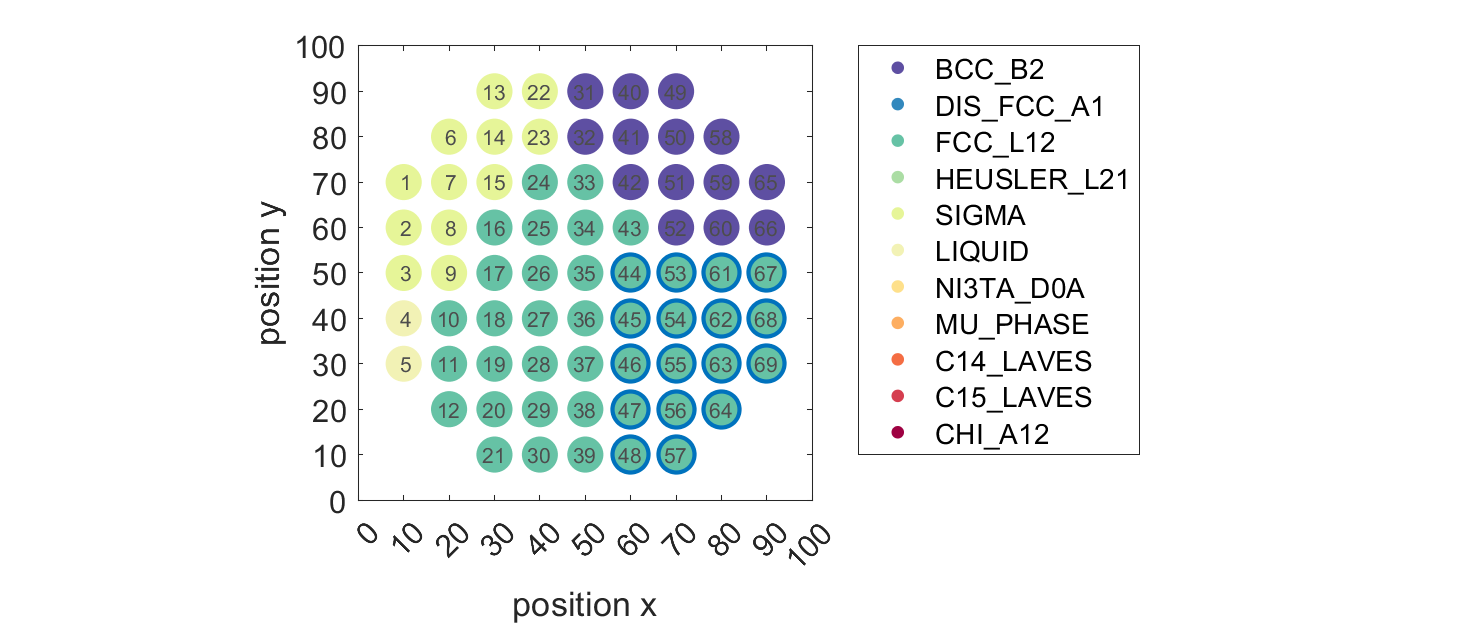 100
90
80
70
60
50
40
30
20
10
0
position y
13 22 31 40 49
6 14 23 32 41 50 58
1 7 15 24 33 42 51 59 65
2 8 16 25 34 43 52 60 66
3 9 17 26 35 44 53 61 67
4 10 18 27 36 45 54 62 68
5 11 19 28 37 46 55 63 69
12 20 29 38 47 56 64
21 30 39 48 57
0 10 20 30 40 50 60 70 80 90 100
position x
BCC_B2
DIS_FCC_A1
FCC_L12
HEUSLER_L21
SIGMA
LIQUID
NI3TA_D0A
MU_PHASE
C14_LAVES
C15_LAVES
CHI_A12